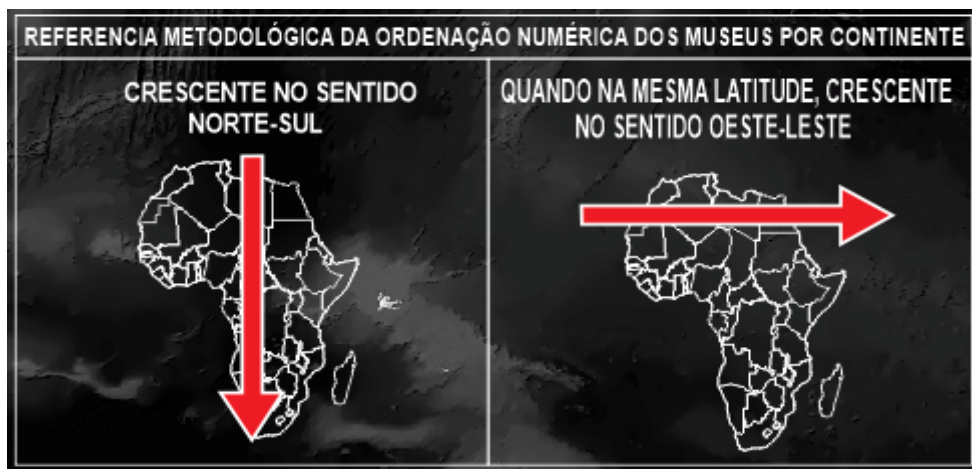 REFERENCIA METODOLÓGICA DA ORDENAÇÃO NUMÉRICA DOS MUSEUS POR CONTINENTE
CRESCENTE NO SENTIDO
NORTE-SUL
QUANDO NA MESMA LATITUDE, CRESCENTE
NO SENTIDO OESTE-LESTE